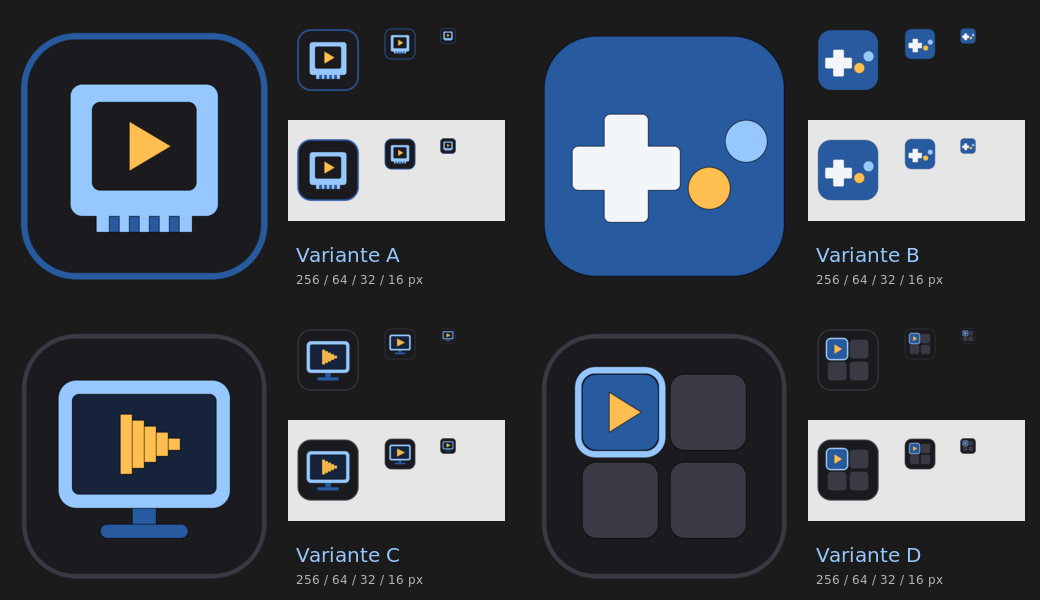 Variante A
256 / 64 / 32 / 16 px
Variante B
256 / 64 / 32 / 16 px
Variante C
256 / 64 / 32 / 16 px
Variante D
256 / 64 / 32 / 16 px